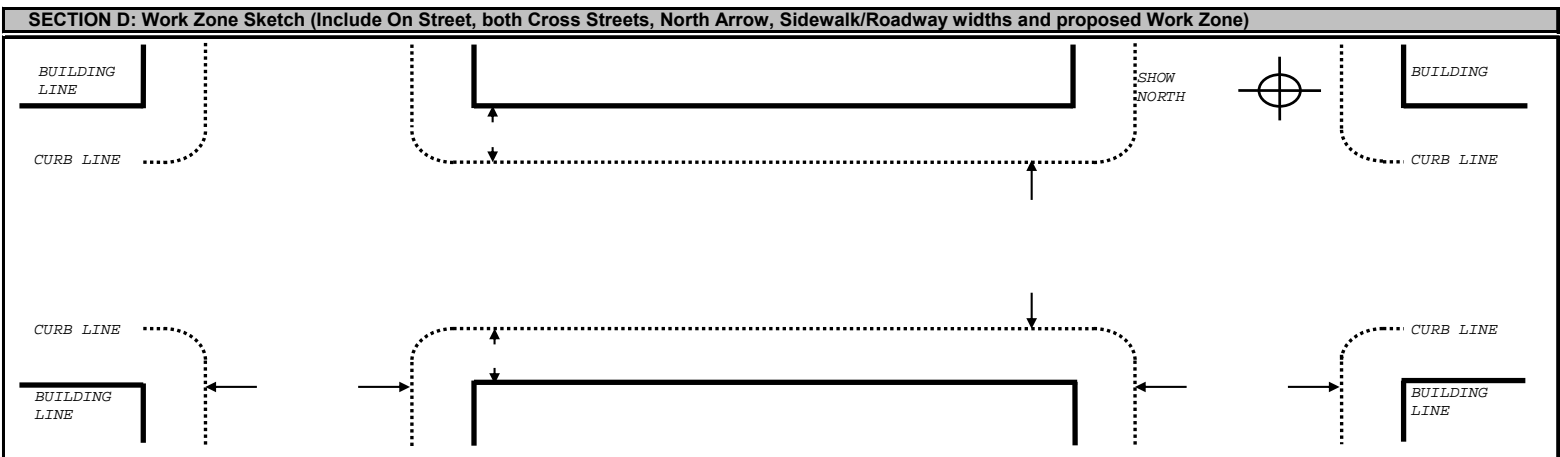 SECTION D: Work Zone Sketch (Include On Street, both Cross Streets, North Arrow, Sidewalk/Roadway widths and proposed Work Zone)
BUILDING
LINE
SHOW
NORTH
BUILDING
CURB LINE
CURB LINE
CURB LINE
CURB LINE
BUILDING
LINE
BUILDING
LINE